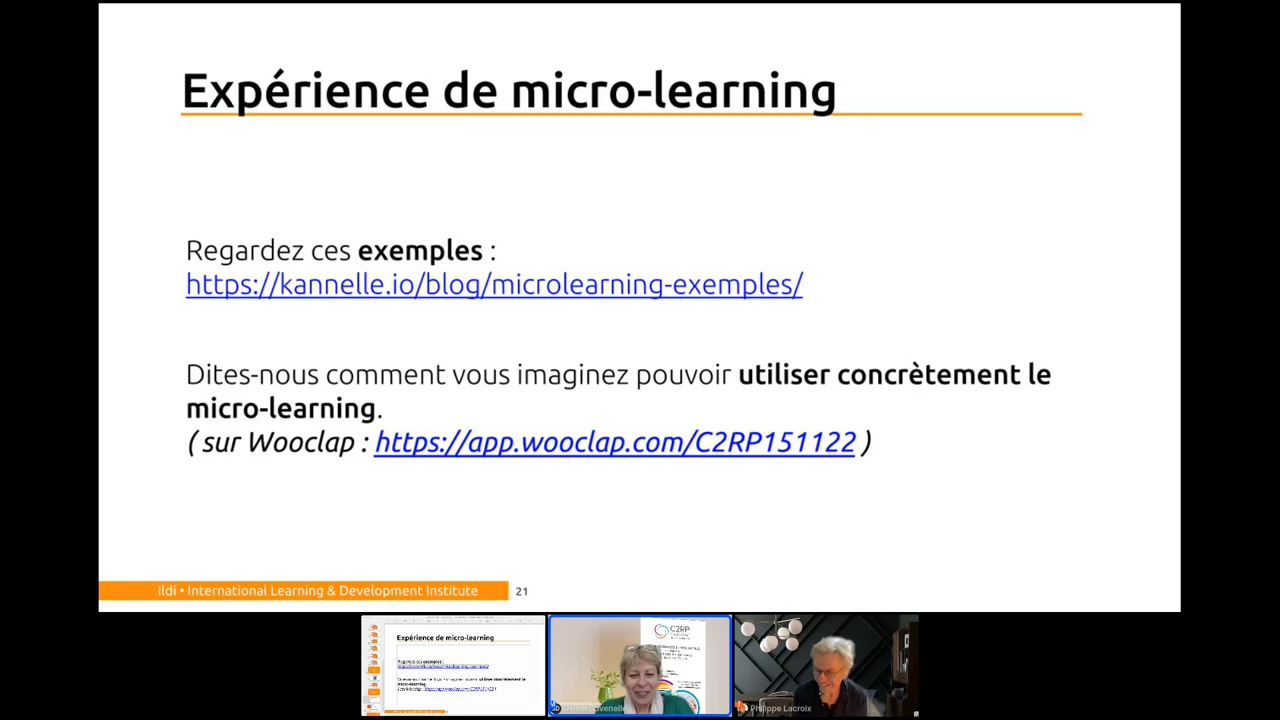 Expérience de micro-learning
Regardez ces exemples :
https://kannelle.io/blog/microlearning-exemples/
Dites-nous comment vous imaginez pouvoir utiliser concrètement le
micro-learning.
( sur Wooclap : https://app.wooclap.com/C2RP151122 )
Ildi • International Learning & Development Institute
21
Expérience de micro-learning
C2RP
Philippe Lacroix